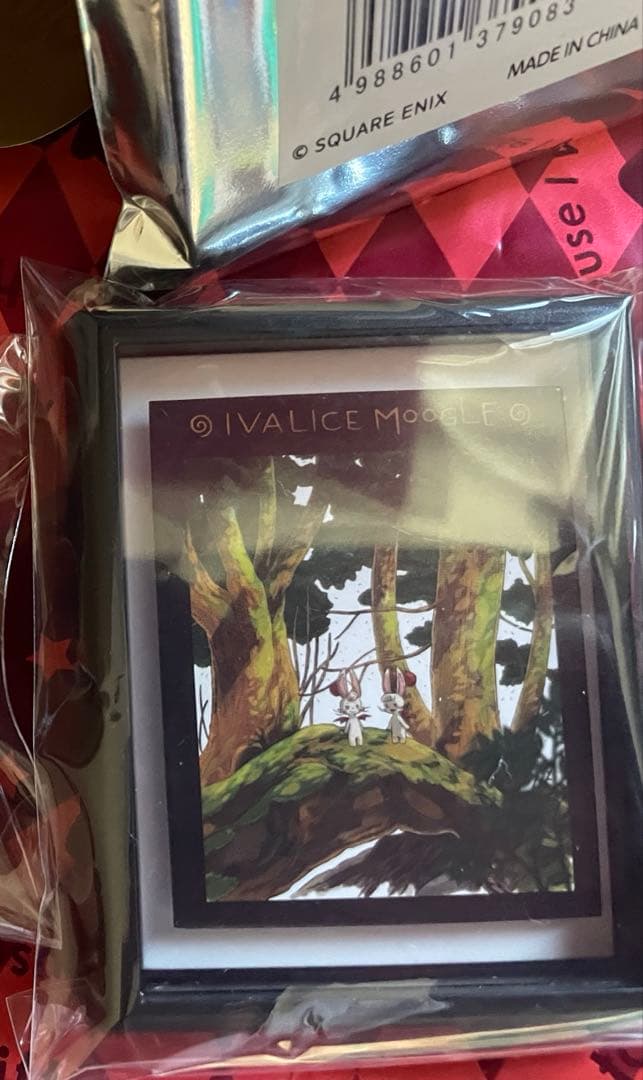 4 988601 379083
MADE IN CHINA
© SQUARE ENIX
use I
IVALICE MOOGLE